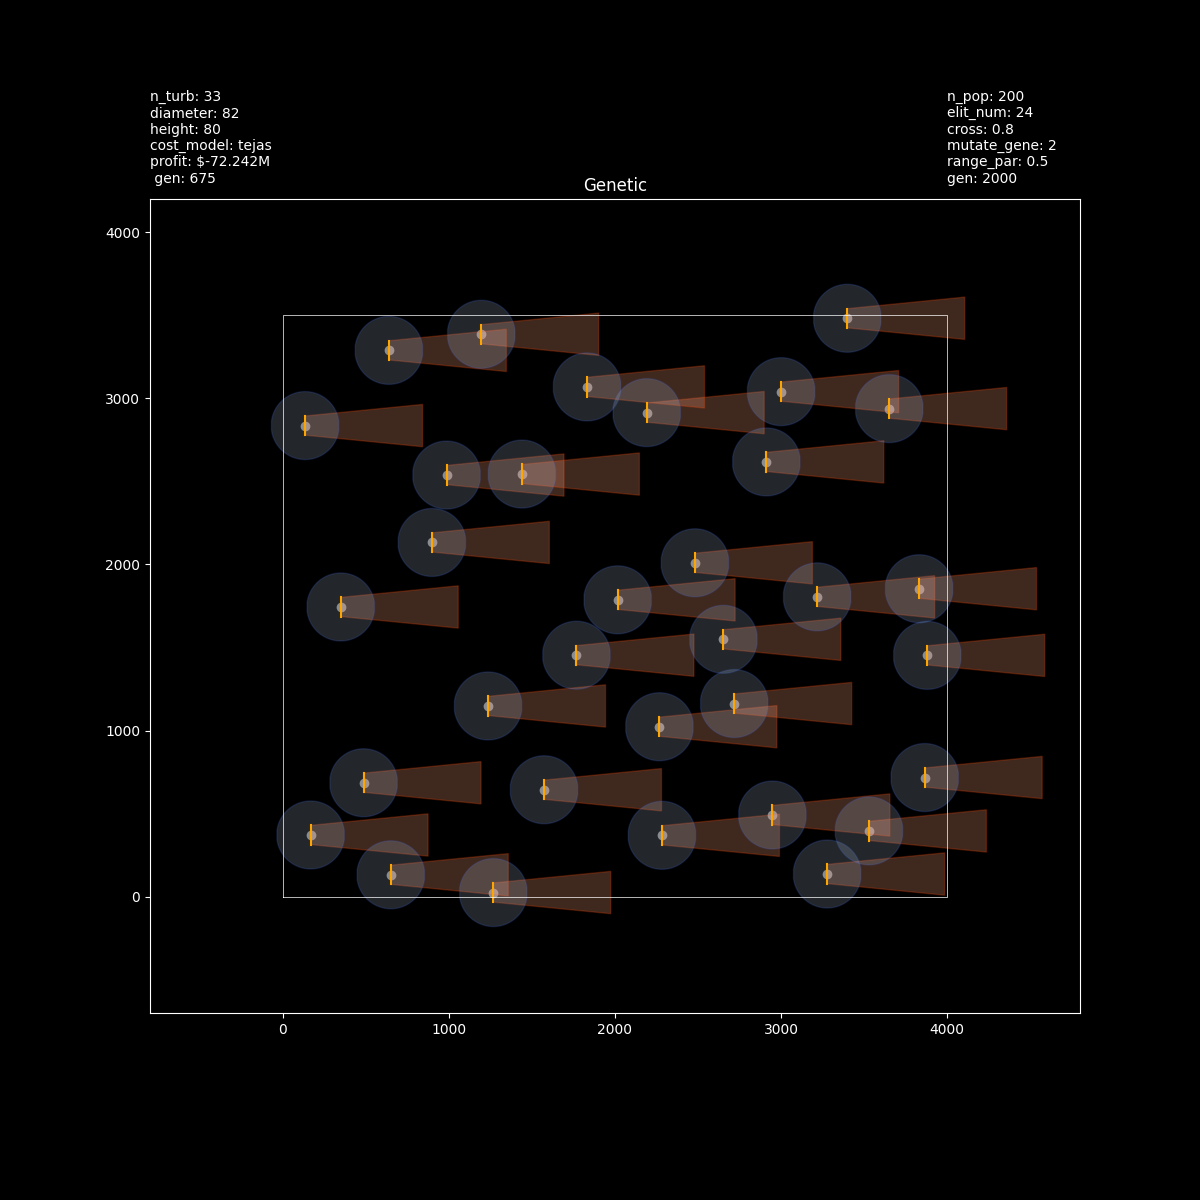 n_turb: 33
diameter: 82
height: 80
cost_model: tejas
profit: $-72.242M
gen: 675
n_pop: 200
elit_num: 24
cross: 0.8
mutate_gene: 2
range_par: 0.5
gen: 2000
Genetic
4000
3000
2000
1000
0
0 1000 2000 3000 4000